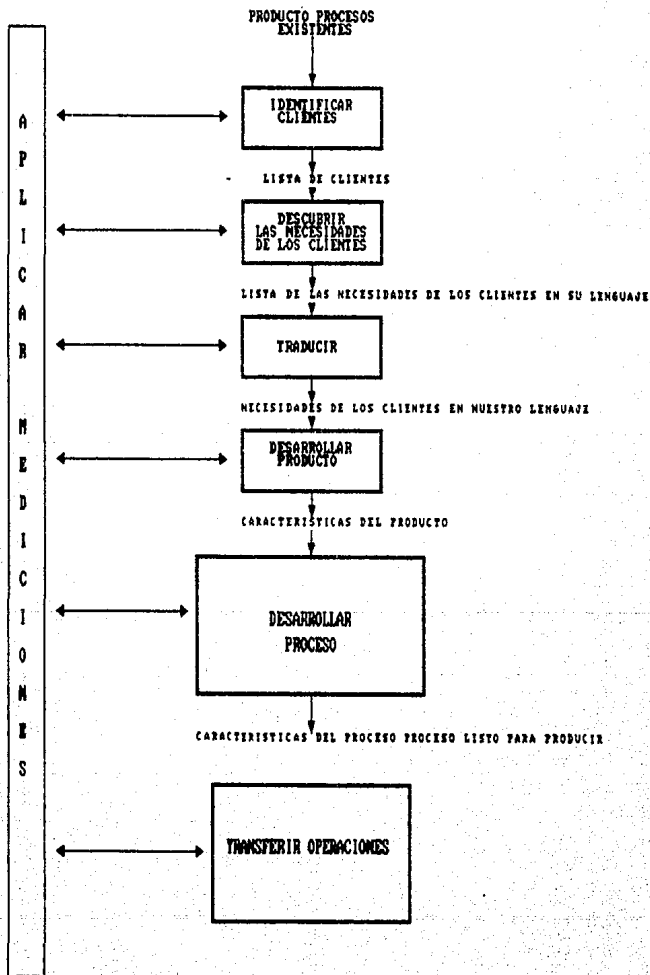 PRODUCTO PROCESOS
EXISTENTES
IDENTIFICAR
CLIENTES
LISTA DE CLIENTES
DESCUBRIR
LAS NECESIDADES
DE LOS CLIENTES
LISTA DE LAS NECESIDADES DE LOS CLIENTES EN SU LENGUAJE
TRADUCIR
NECESIDADES DE LOS CLIENTES EN NUESTRO LENGUAJE
DESARROLLAR
PRODUCTO
CARACTERISTICAS DEL PRODUCTO
DESARROLLAR
PROCESO
CARACTERISTICAS DEL PROCESO PROCESO LISTO PARA PRODUCIR
TRANSFERIR OPERACIONES
APLICAR MEDICIONES